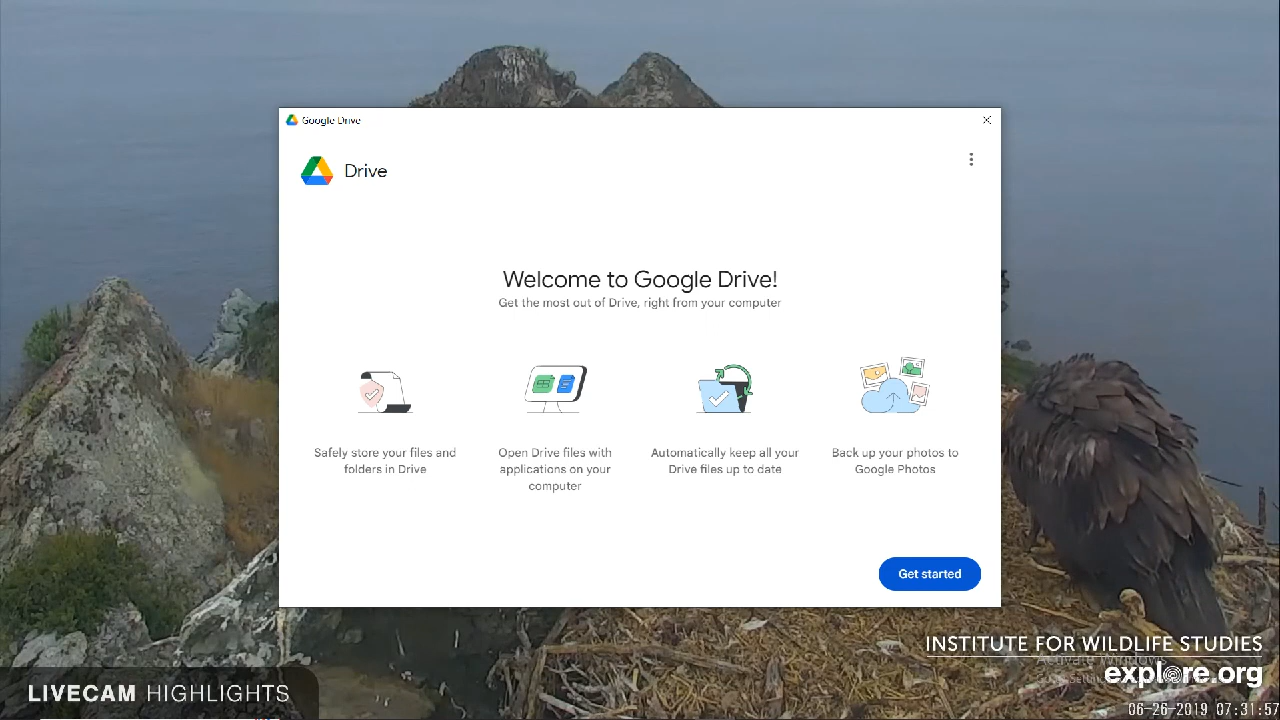 Google Drive
Drive
Welcome to Google Drive!
Get the most out of Drive, right from your computer
Safely store your files and
folders in Drive
Open Drive files with
applications on your
computer
Automatically keep all your
Drive files up to date
Back up your photos to
Google Photos
Get started
INSTITUTE FOR WILDLIFE STUDIES
Activate Windows
explore.org
LIVECAM HIGHLIGHTS
06-26-2019 07:31:57